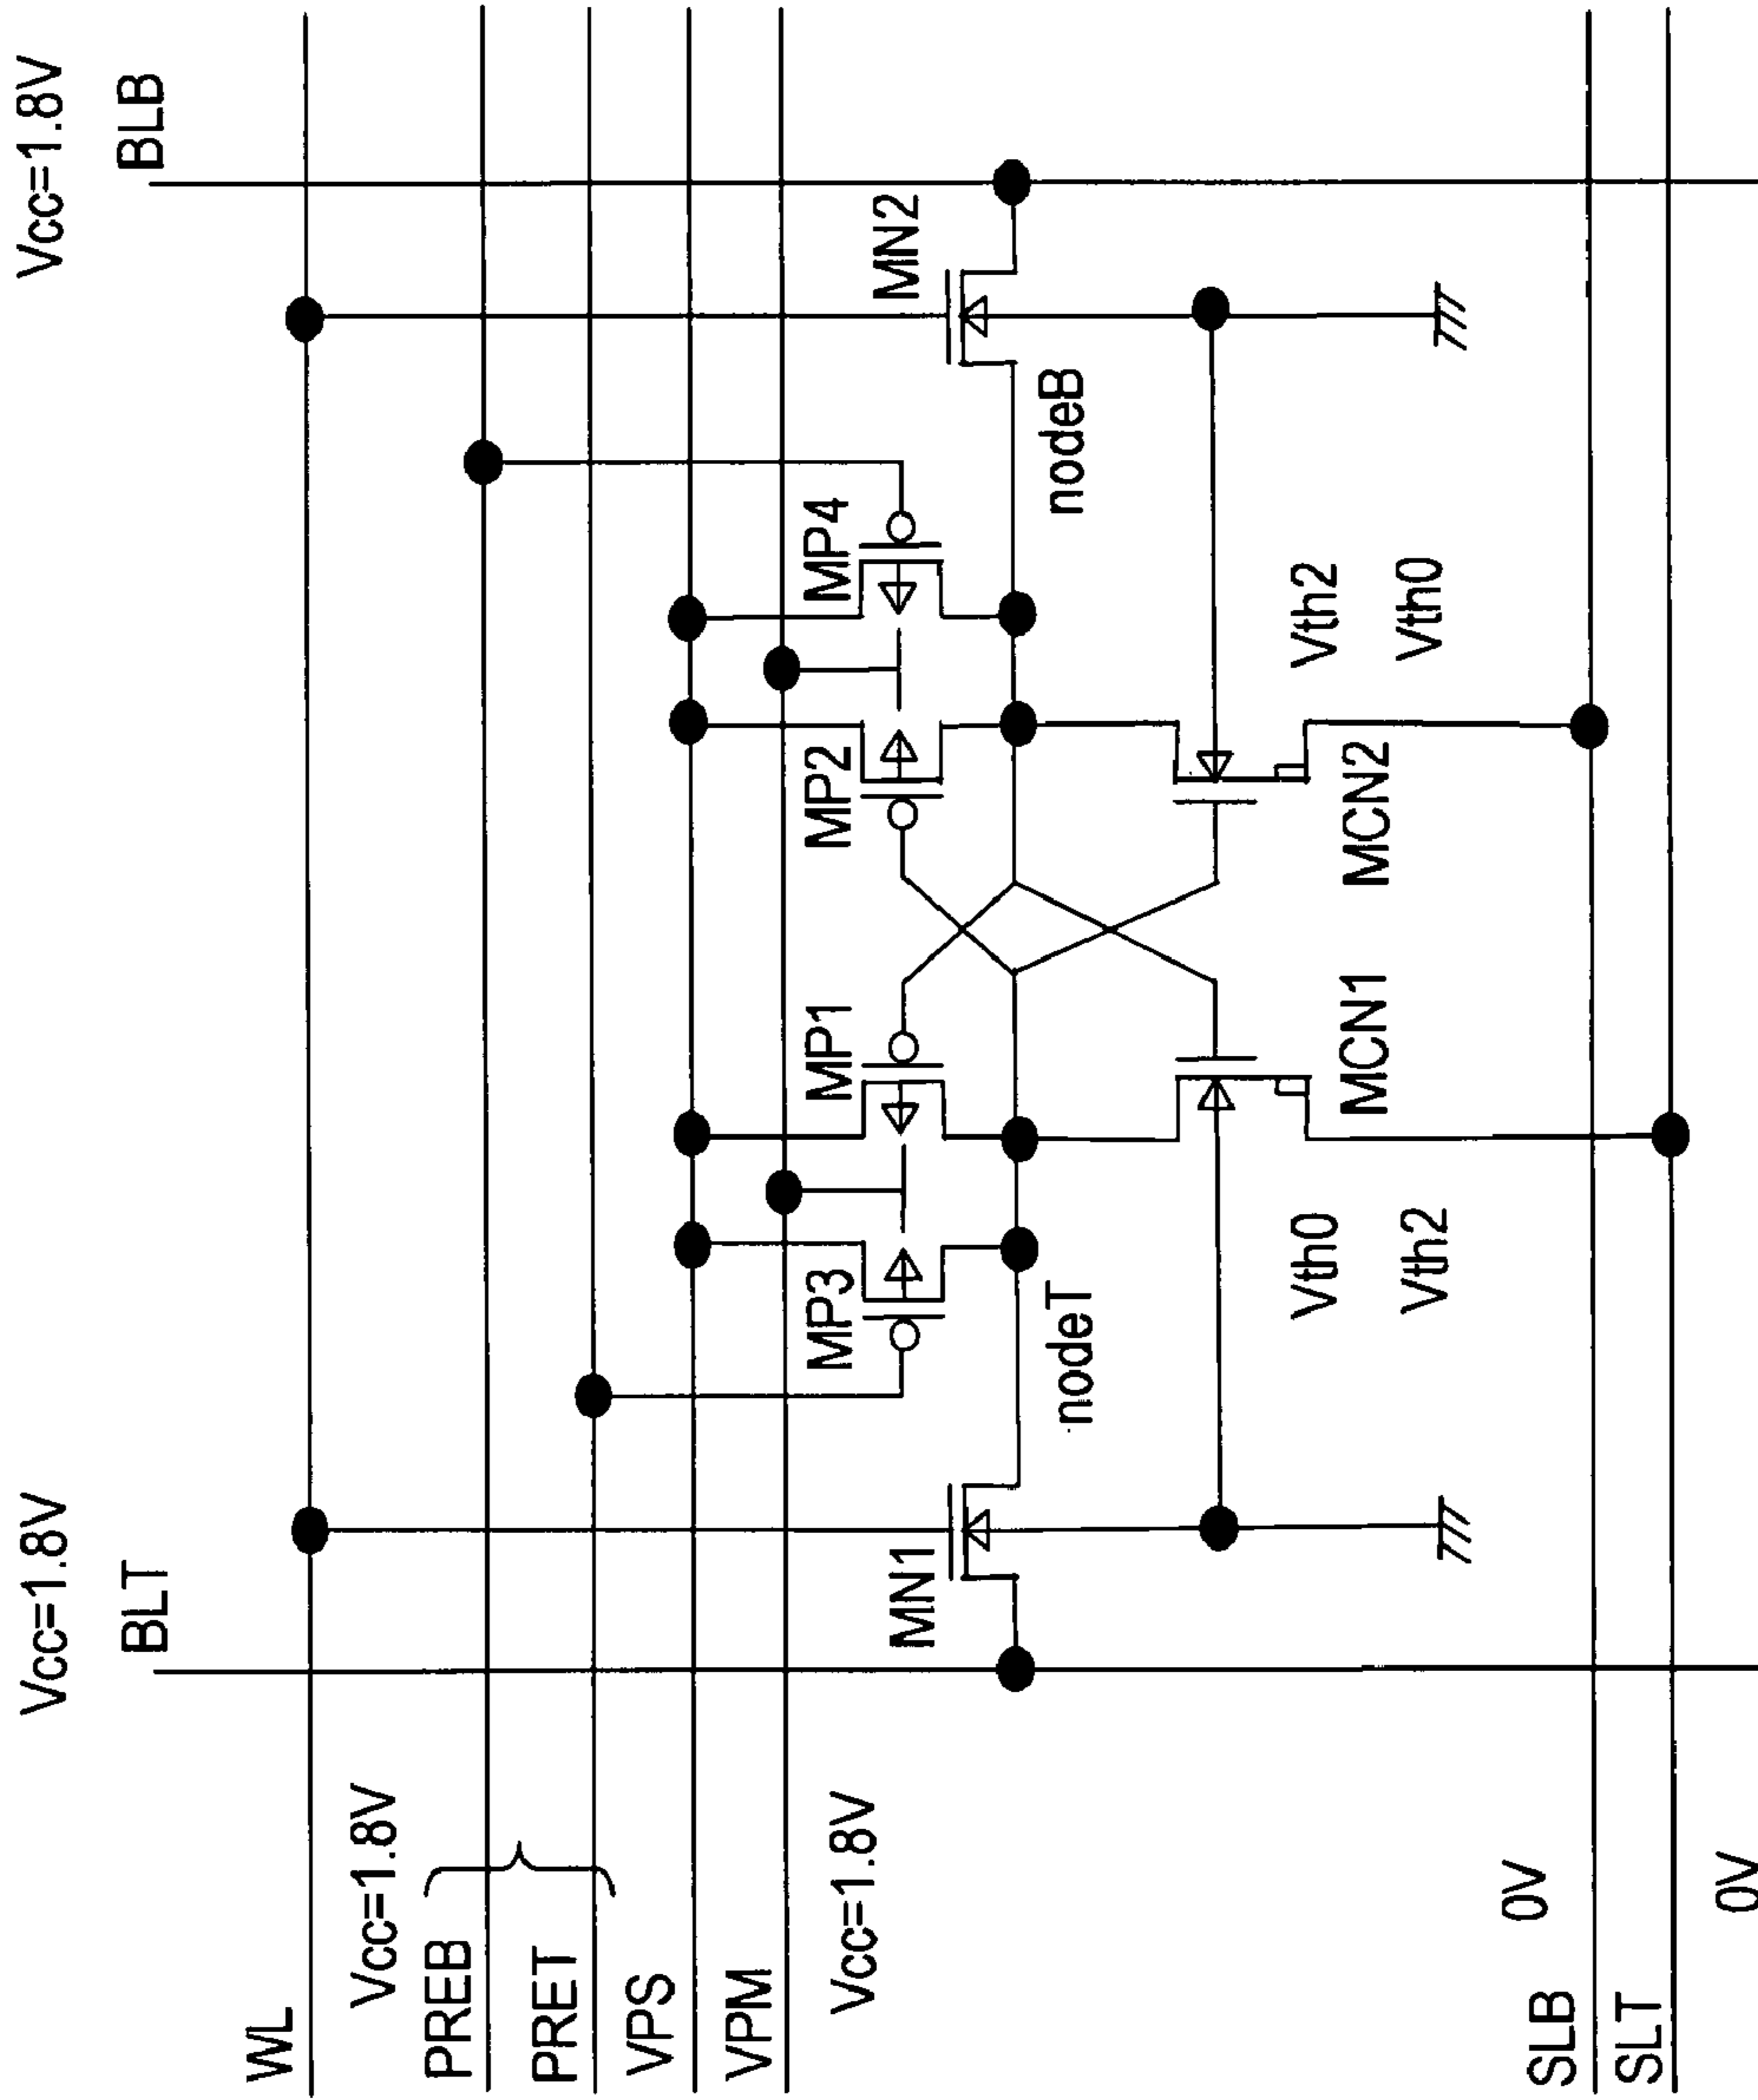 Vcc=1.8V
Vcc=1.8V
BLT
BLB
WL
Vcc=1.8V
PREB
PRET
VPS
VPM
Vcc=1.8V
MP3
MP1
MP2
MP4
MN1
MN2
nodeT
nodeB
Vth0
Vth2
MCN1
MCN2
Vth2
Vth0
0V
SLB
SLT
0V